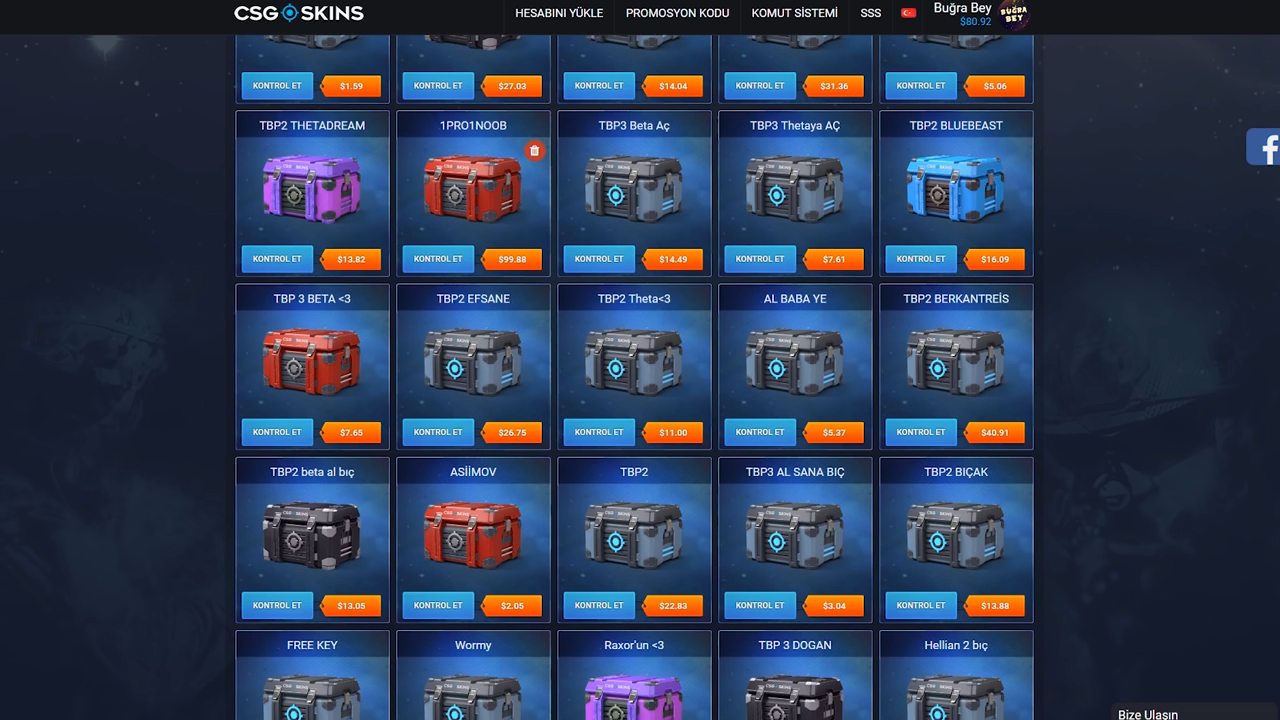 CSG SKINS
HESABINI YÜKLE
PROMOSYON KODU
KOMUT SİSTEMİ
SSS
Buğra Bey
$80.92
BUĞRA
BEY
KONTROL ET $1.59
KONTROL ET $27.03
KONTROL ET $14.04
KONTROL ET $31.36
KONTROL ET $5.06
TBP2 THETADREAM
1PRO1NOOB
TBP3 Beta Aç
TBP3 Thetaya AÇ
TBP2 BLUEBEAST
KONTROL ET $13.82
KONTROL ET $99.88
KONTROL ET $14.49
KONTROL ET $7.61
KONTROL ET $16.09
TBP 3 BETA <3
TBP2 EFSANE
TBP2 Theta<3
AL BABA YE
TBP2 BERKANTREİS
KONTROL ET $7.65
KONTROL ET $26.75
KONTROL ET $11.00
KONTROL ET $5.37
KONTROL ET $40.91
TBP2 beta al bıç
ASİİMOV
TBP2
TBP3 AL SANA BIÇ
TBP2 BIÇAK
KONTROL ET $13.05
KONTROL ET $2.05
KONTROL ET $22.83
KONTROL ET $3.04
KONTROL ET $13.88
FREE KEY
Wormy
Raxor'un <3
TBP 3 DOGAN
Hellian 2 bıç
Bize Ulaşın